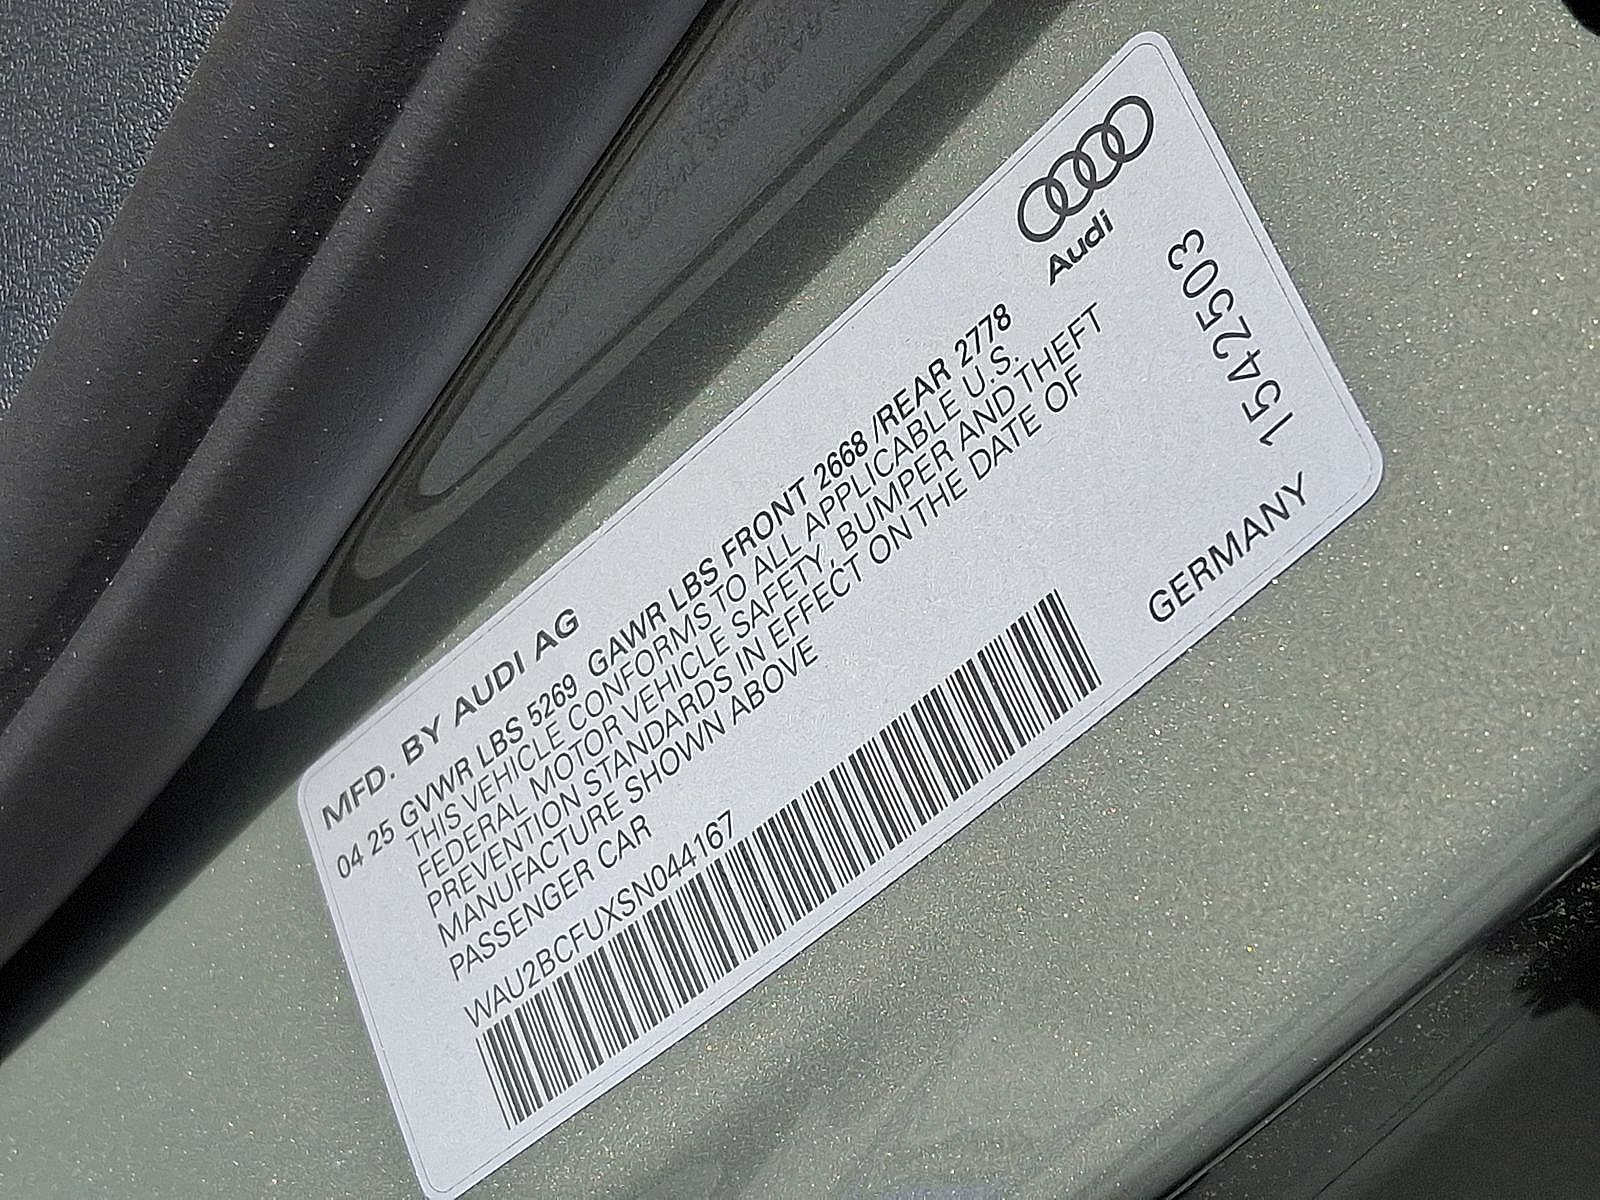 Audi
MFD. BY AUDI AG
04 25 GVWR LBS 5269 GAWR LBS FRONT 2668 /REAR 2778
THIS VEHICLE CONFORMS TO ALL APPLICABLE U.S.
FEDERAL MOTOR VEHICLE SAFETY, BUMPER AND THEFT
PREVENTION STANDARDS IN EFFECT ON THE DATE OF
MANUFACTURE SHOWN ABOVE
PASSENGER CAR
WAU2BCFUXSN044167
GERMANY
1542503